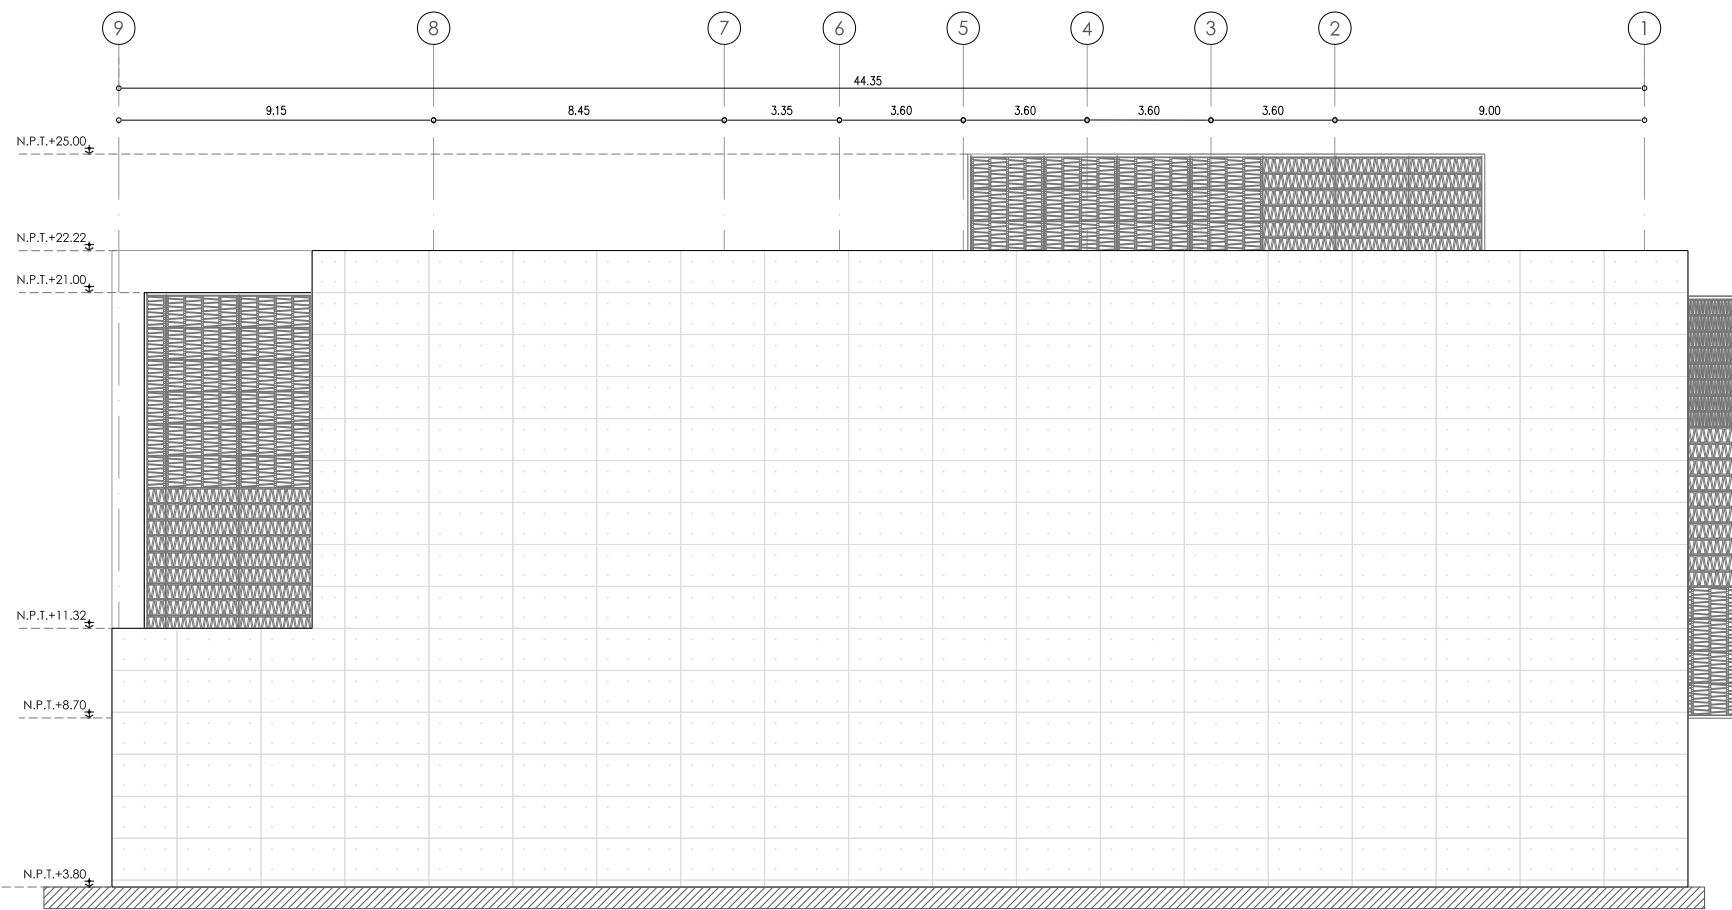 9 8 7 6 5 4 3 2 1
44.35
9.15 8.45 3.35 3.60 3.60 3.60 3.60 9.00
N.P.T.+25.00
N.P.T.+22.22
N.P.T.+21.00
N.P.T.+11.32
N.P.T.+8.70
N.P.T.+3.80